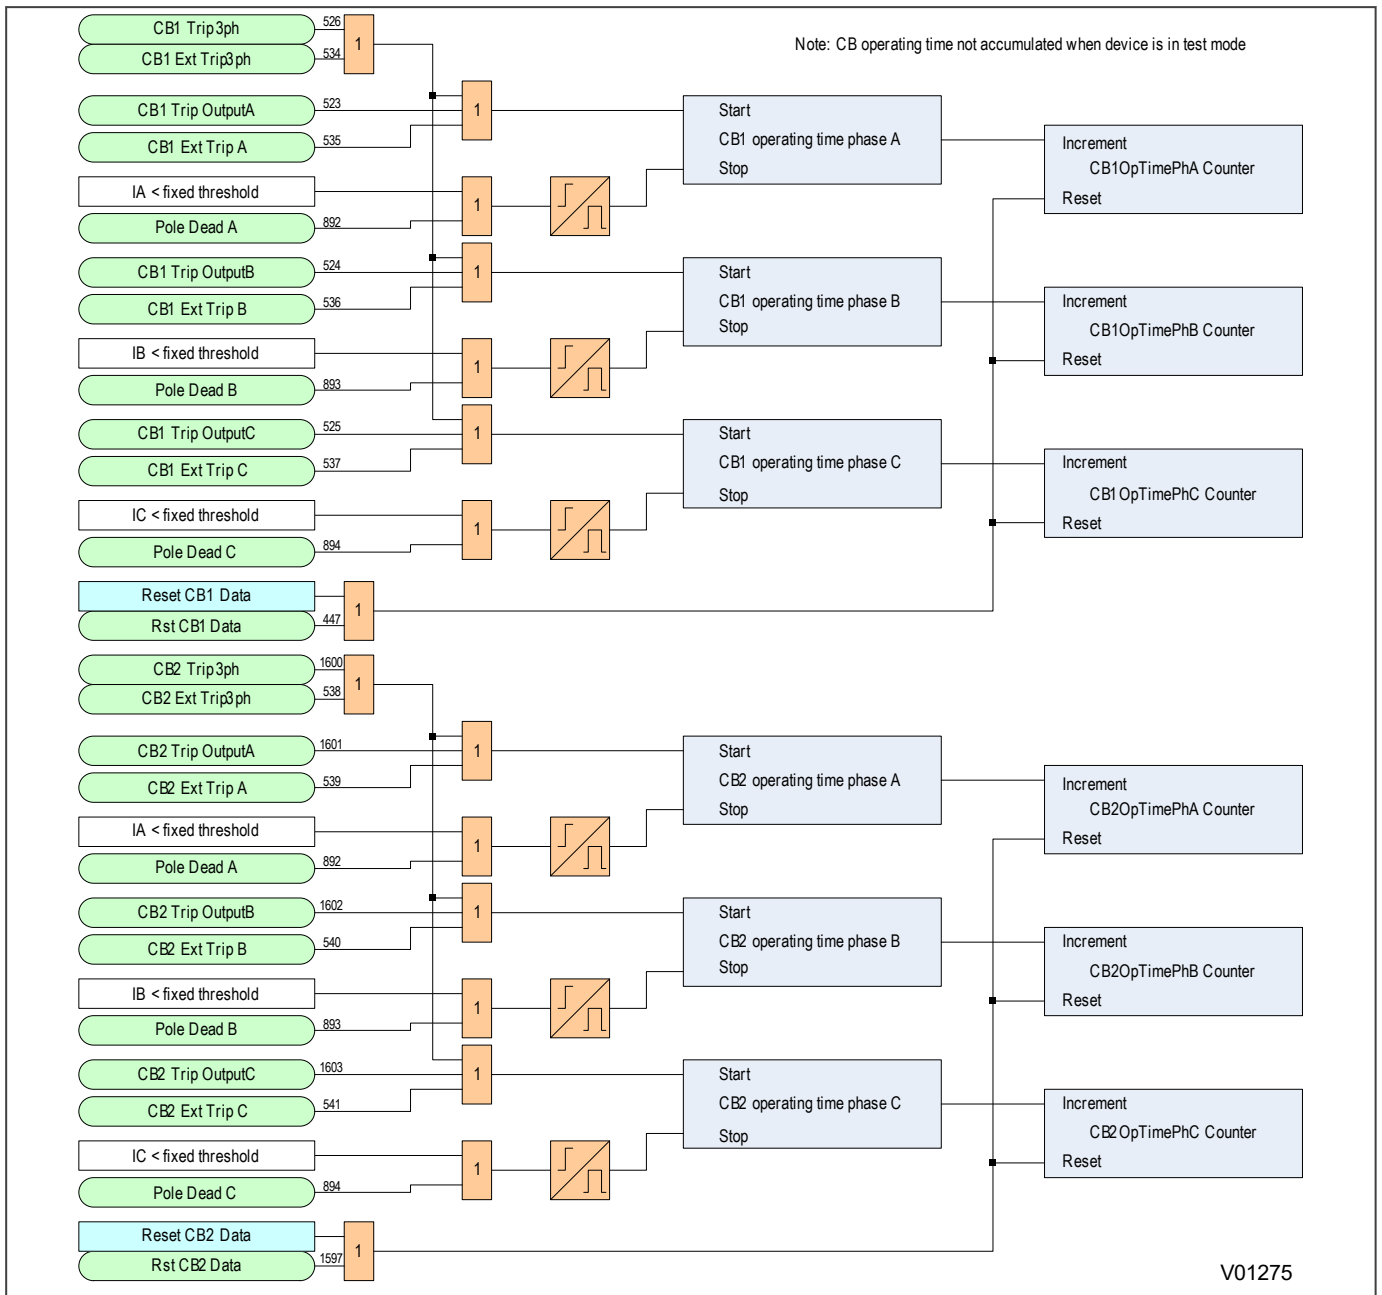 CB1 Trip3ph
526
1
Note: CB operating time not accumulated when device is in test mode
CB1 Ext Trip3ph
534
CB1 Trip OutputA
523
1
Start
CB1 operating time phase A
Stop
CB1 Ext Trip A
535
Increment
CB1OpTimePhA Counter
Reset
IA < fixed threshold
1
Pole Dead A
892
CB1 Trip OutputB
524
1
Start
CB1 operating time phase B
Stop
CB1 Ext Trip B
536
Increment
CB1OpTimePhB Counter
Reset
IB < fixed threshold
1
Pole Dead B
893
CB1 Trip OutputC
525
1
Start
CB1 operating time phase C
Stop
CB1 Ext Trip C
537
Increment
CB1OpTimePhC Counter
Reset
IC < fixed threshold
1
Pole Dead C
894
Reset CB1 Data
1
Rst CB1 Data
447
CB2 Trip3ph
1600
1
CB2 Ext Trip3ph
538
CB2 Trip OutputA
1601
1
Start
CB2 operating time phase A
Stop
CB2 Ext Trip A
539
Increment
CB2OpTimePhA Counter
Reset
IA < fixed threshold
1
Pole Dead A
892
CB2 Trip OutputB
1602
1
Start
CB2 operating time phase B
Stop
CB2 Ext Trip B
540
Increment
CB2OpTimePhB Counter
Reset
IB < fixed threshold
1
Pole Dead B
893
CB2 Trip OutputC
1603
1
Start
CB2 operating time phase C
Stop
CB2 Ext Trip C
541
Increment
CB2OpTimePhC Counter
Reset
IC < fixed threshold
1
Pole Dead C
894
Reset CB2 Data
1
Rst CB2 Data
1597
V01275